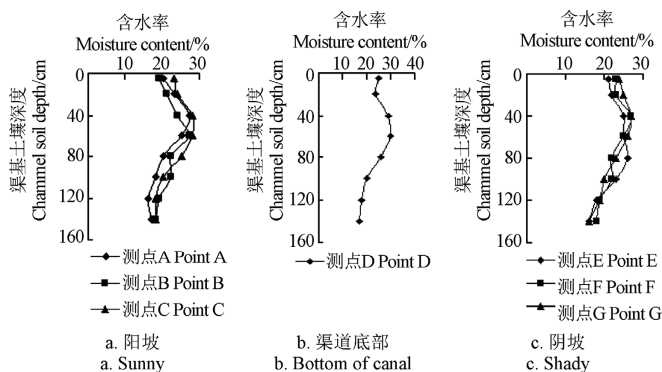 含水率
Moisture content/%
10 20 30
0
40
80
120
160
渠基土壤深度
Chammel soil depth/cm
测点A Point A
测点B Point B
测点C Point C
a. 阳坡
a. Sunny
含水率
Moisture content/%
10 20 30 40
0
40
80
120
160
渠基土壤深度
Chammel soil depth/cm
测点D Point D
b. 渠道底部
b. Bottom of canal
含水率
Moisture content/%
10 20 30
0
40
80
120
160
渠基土壤深度
Channel soil depth/cm
测点E Point E
测点F Point F
测点G Point G
c. 阴坡
c. Shady